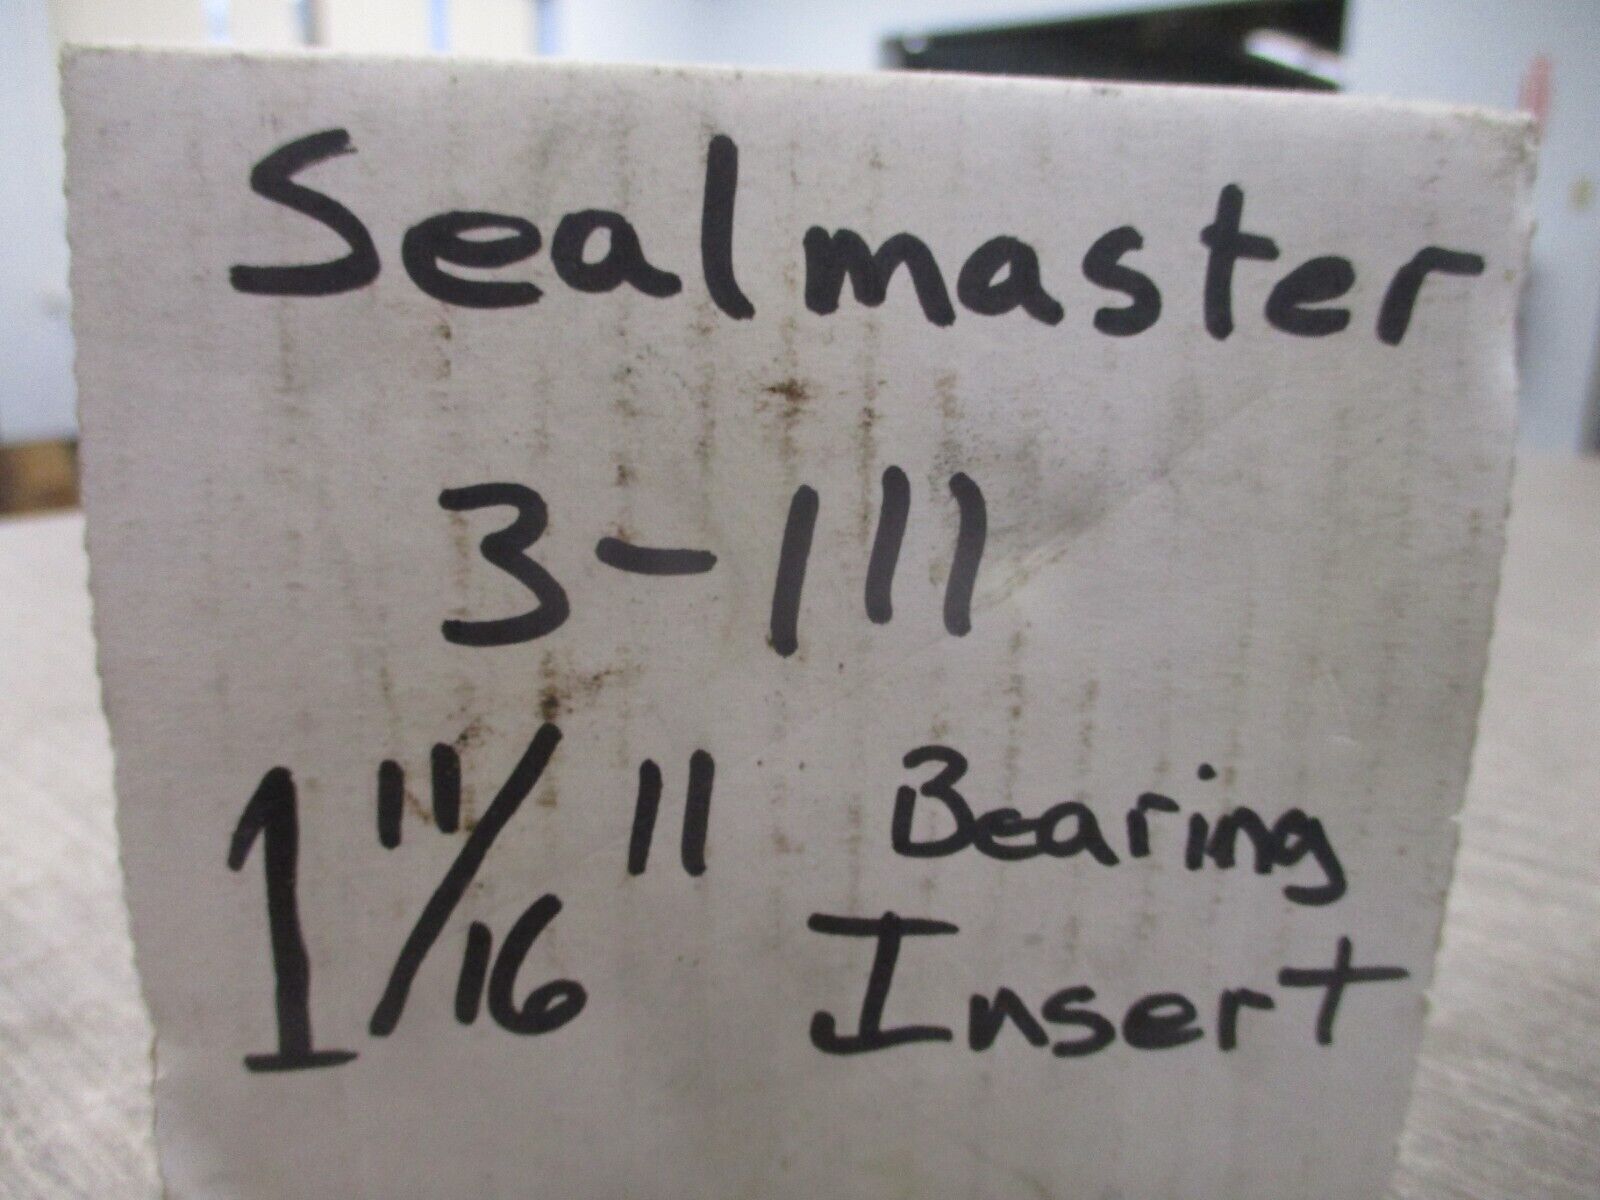 Sealmaster
3-111
1 11/16" Bearing
Insert